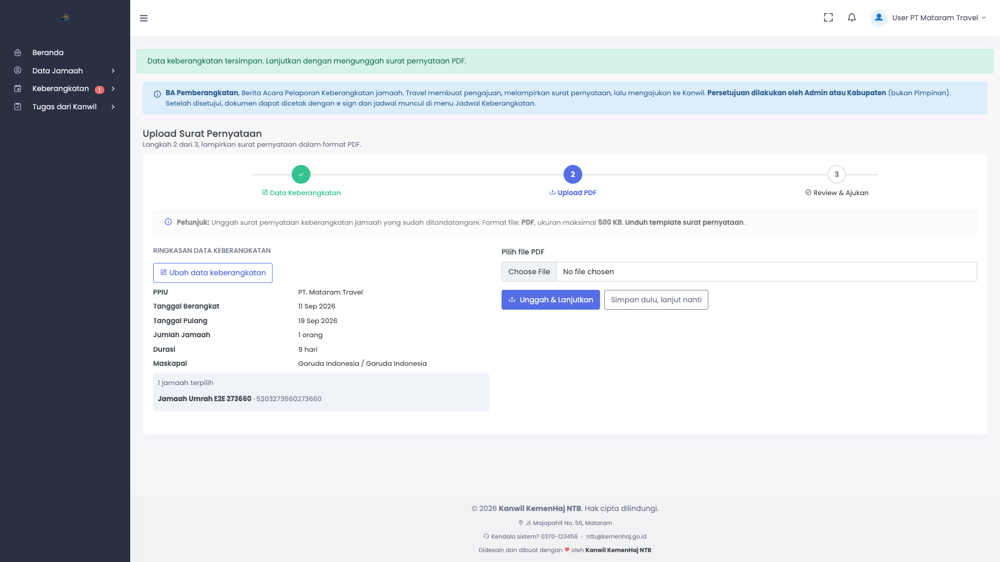 User PT Mataram Travel
Beranda
Data Jamaah
Keberangkatan 1
Tugas dari Kanwil
Data keberangkatan tersimpan. Lanjutkan dengan mengunggah surat pernyataan PDF.
BA Pemberangkatan, Berita Acara Pelaporan Keberangkatan jamaah. Travel membuat pengajuan, melampirkan surat pernyataan, lalu mengajukan ke Kanwil. Persetujuan dilakukan oleh Admin atau Kabupaten (bukan Pimpinan).
Setelah disetujui, dokumen dapat dicetak dengan e sign dan jadwal muncul di menu Jadwal Keberangkatan.
Upload Surat Pernyataan
Langkah 2 dari 3, lampirkan surat pernyataan dalam format PDF.
2
3
Data Keberangkatan
Upload PDF
Review & Ajukan
Petunjuk: Unggah surat pernyataan keberangkatan jamaah yang sudah ditandatangani. Format file: PDF, ukuran maksimal 500 KB. Unduh template surat pernyataan .
RINGKASAN DATA KEBERANGKATAN
Ubah data keberangkatan
PPIU PT. Mataram Travel
Tanggal Berangkat 11 Sep 2026
Tanggal Pulang 19 Sep 2026
Jumlah Jamaah 1 orang
Durasi 9 hari
Maskapai Garuda Indonesia / Garuda Indonesia
1 jamaah terpilih
Jamaah Umrah E2E 273660 · 5203273660273660
Pilih file PDF
Choose File No file chosen
Unggah & Lanjutkan
Simpan dulu, lanjut nanti
© 2026 Kanwil KemenHaj NTB. Hak cipta dilindungi.
Jl. Majapahit No. 56, Mataram
Kendala sistem? 0370-123456 · ntb@kemenhaj.go.id
Didesain dan dibuat dengan ❤ oleh Kanwil KemenHaj NTB